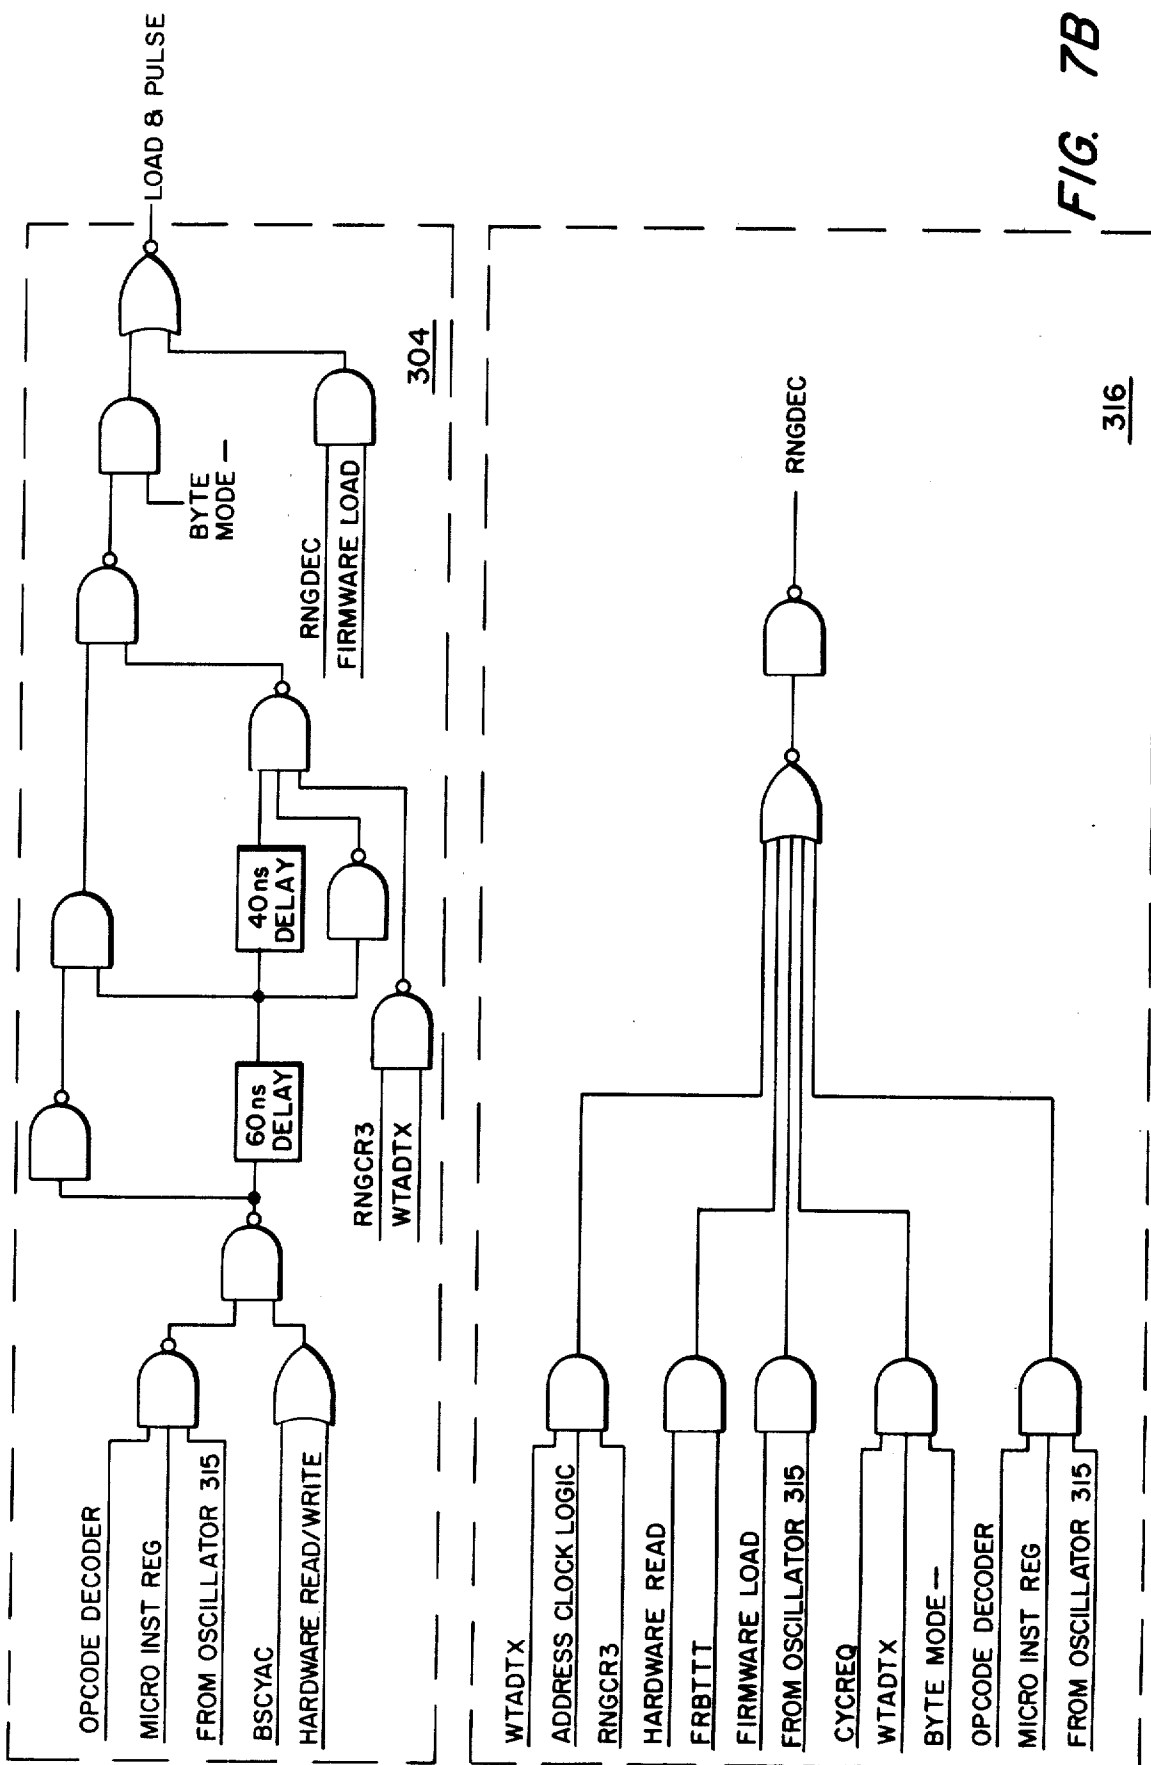 OPCODE DECODER
MICRO INST REG
FROM OSCILLATOR 315
BSCYAC
HARDWARE READ/WRITE
60ns
DELAY
RNGCR3
WTADTX
40ns
DELAY
BYTE
MODE —
RNGDEC
FIRMWARE LOAD
LOAD & PULSE
304
WTADTX
ADDRESS CLOCK LOGIC
RNGCR3
HARDWARE READ
FRBTTT
FIRMWARE LOAD
FROM OSCILLATOR 315
CYCREQ
WTADTX
BYTE MODE —
OPCODE DECODER
MICRO INST REG
FROM OSCILLATOR 315
RNGDEC
316
FIG. 7B